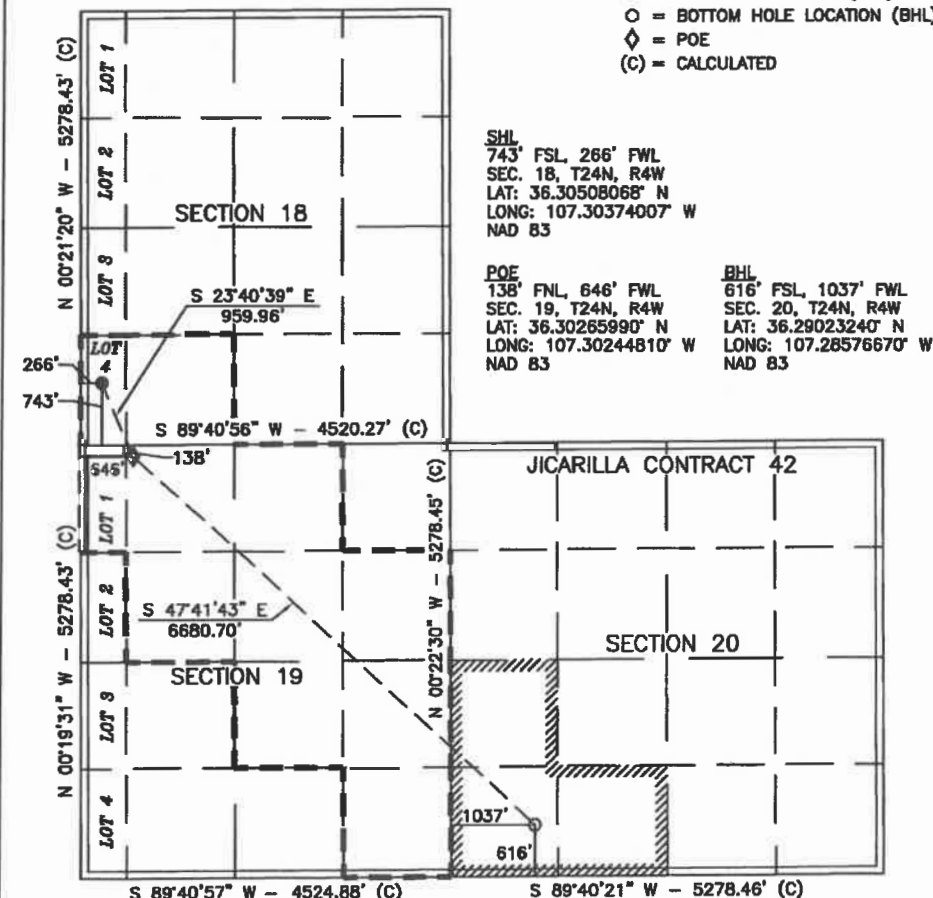 ○ = BOTTOM HOLE LOCATION (BHL)
◊ = POE
(C) = CALCULATED
SHL
743' FSL, 266' FWL
SEC. 18, T24N, R4W
LAT: 36.30508068° N
LONG: 107.30374007° W
NAD 83
POE
138' FNL, 646' FWL
SEC. 19, T24N, R4W
LAT: 36.30265990° N
LONG: 107.30244810° W
NAD 83
BHL
616' FSL, 1037' FWL
SEC. 20, T24N, R4W
LAT: 36.29023240° N
LONG: 107.28576670° W
NAD 83
N 00°21'20" W - 5278.43' (C)
LOT 1
LOT 2
LOT 3
LOT
4
SECTION 18
S 23°40'39" E
959.96'
266'
743'
S 89°40'56" W - 4520.27' (C)
138'
646'
JICARILLA CONTRACT 42
N 00°19'31" W - 5278.43' (C)
LOT 1
LOT 2
LOT 3
LOT 4
S 47°41'43" E
6680.70'
SECTION 19
N 00°22'30" W - 5278.45' (C)
SECTION 20
1037'
616'
S 89°40'57" W - 4524.88' (C)
S 89°40'21" W - 5278.46' (C)